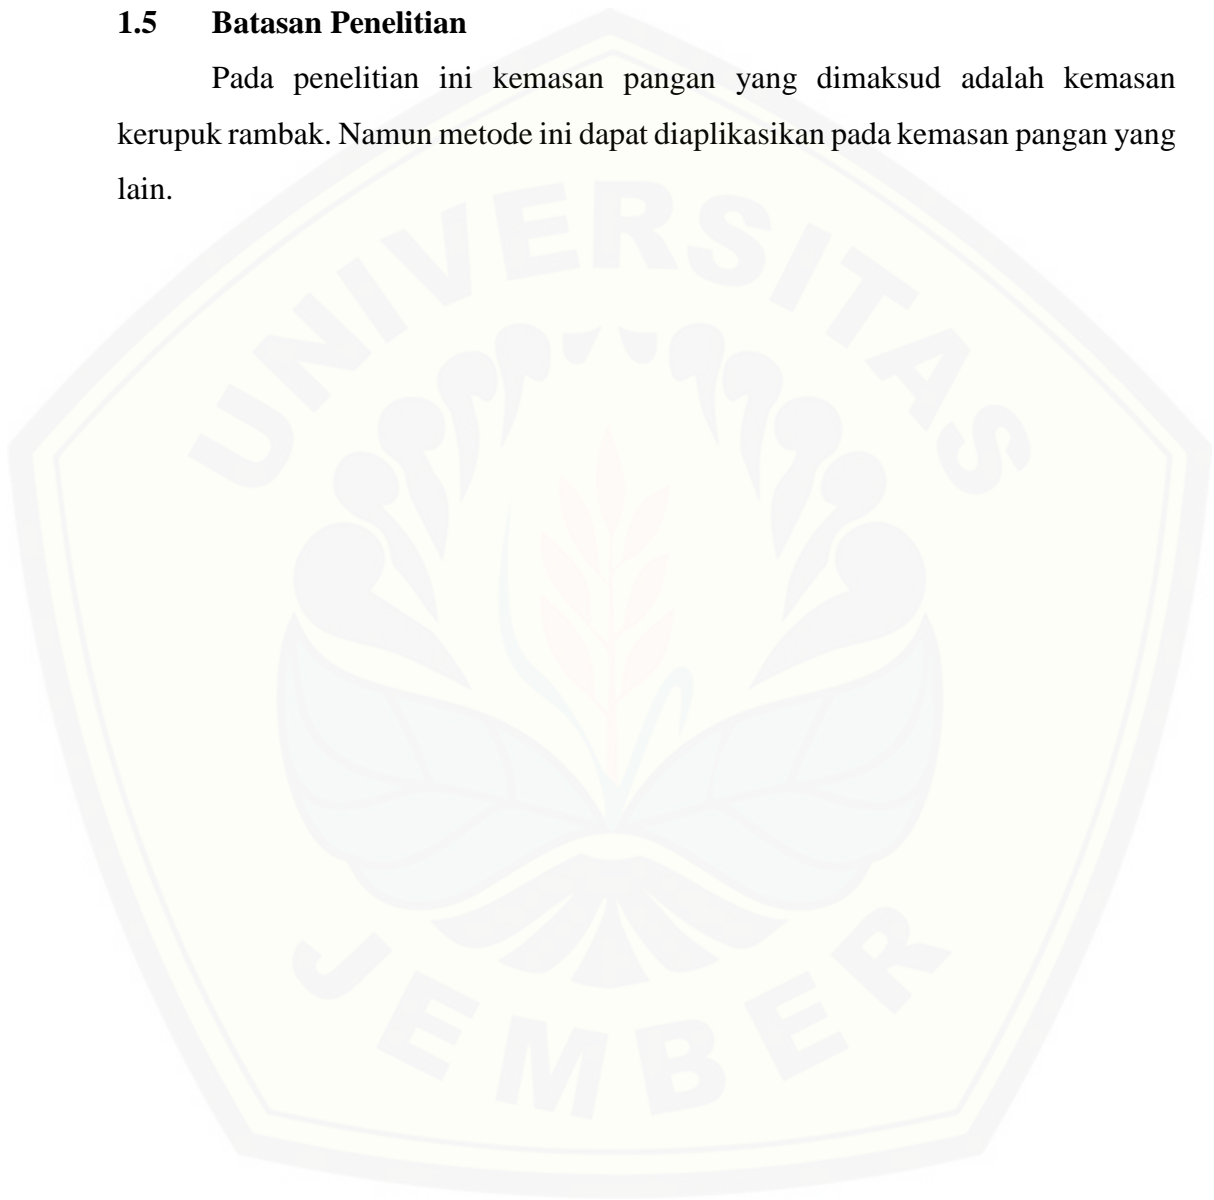 1.5 Batasan Penelitian
Pada penelitian ini kemasan pangan yang dimaksud adalah kemasan
kerupuk rambak. Namun metode ini dapat diaplikasikan pada kemasan pangan yang
lain.
UNIVERSITAS
JEMBER